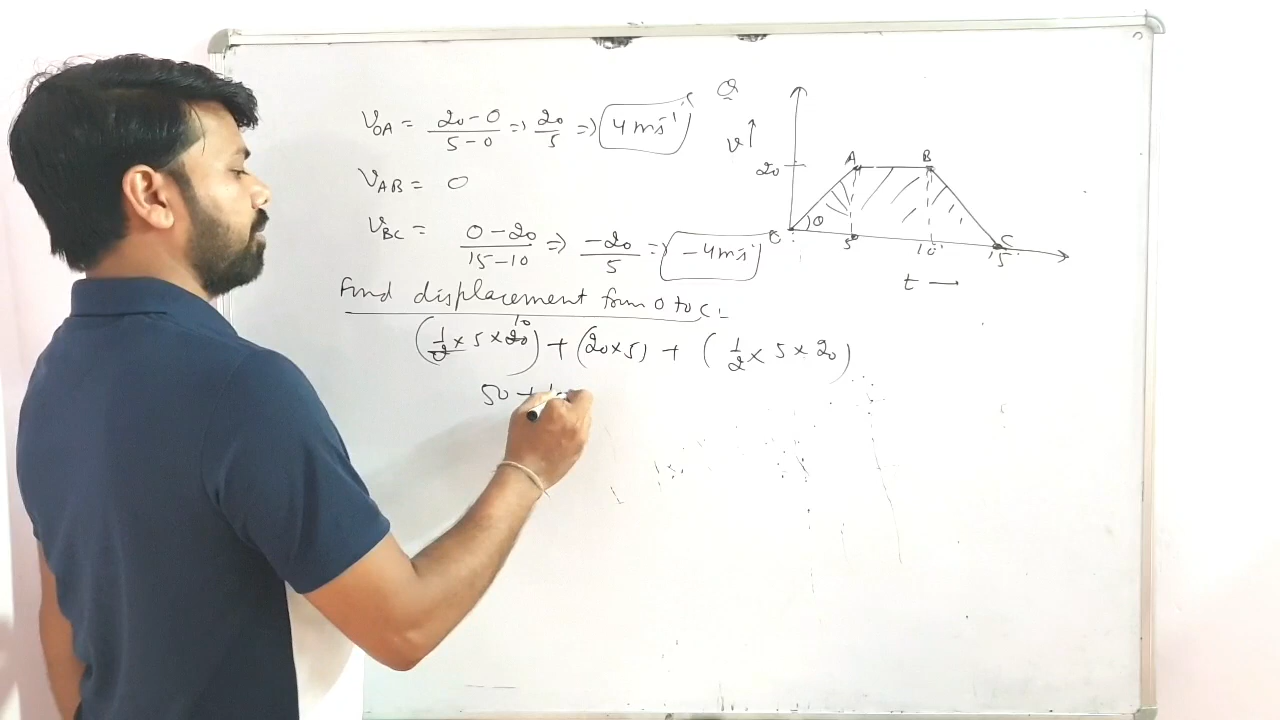 V_OA = (20-0)/(5-0) => 20/5 => 4 ms⁻¹
V_AB = 0
V_BC = (0-20)/(15-10) => -20/5 => -4 ms⁻¹
Find displacement from O to C :-
(1/2 × 5 × 20) + (20×5) + (1/2 × 5 × 20)
10
50 +
Q
v ↑
20
A B
O θ 5 10 15 C
t →